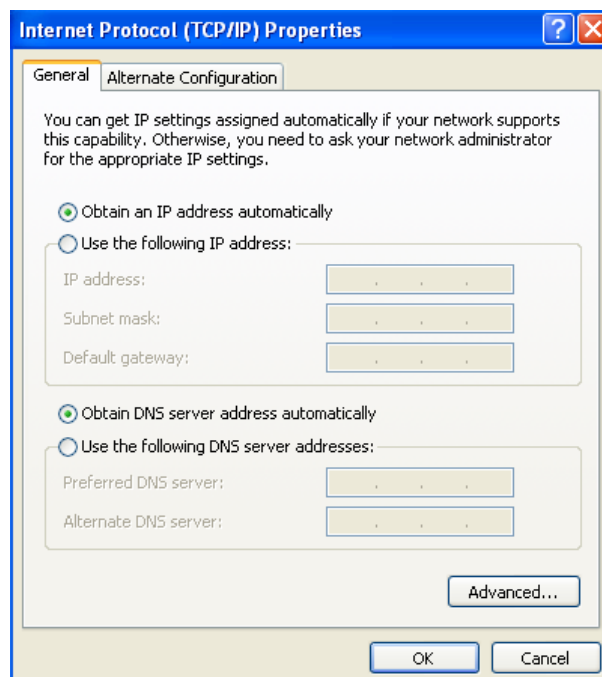 Internet Protocol (TCP/IP) Properties
General Alternate Configuration
You can get IP settings assigned automatically if your network supports
this capability. Otherwise, you need to ask your network administrator
for the appropriate IP settings.
Obtain an IP address automatically
Use the following IP address:
IP address:
Subnet mask:
Default gateway:
Obtain DNS server address automatically
Use the following DNS server addresses:
Preferred DNS server:
Alternate DNS server:
Advanced...
OK Cancel